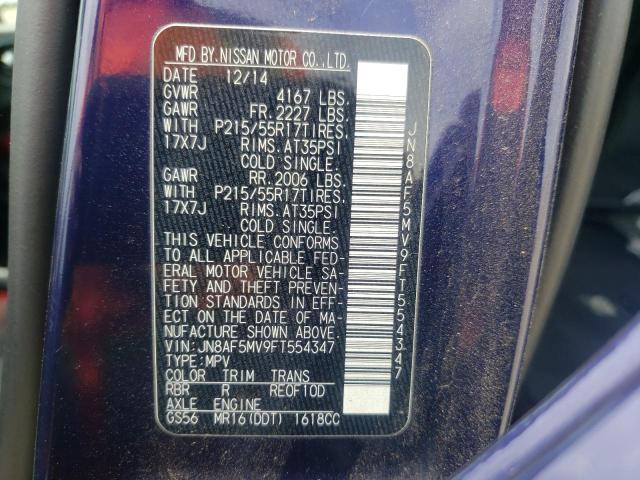 MFD BY.NISSAN MOTOR CO.,LTD.
DATE 12/14
GVWR 4167 LBS.
GAWR FR. 2227 LBS.
WITH P215/55R17TIRES.
17X7J RIMS. AT35PSI
COLD SINGLE.
GAWR RR. 2006 LBS.
WITH P215/55R17TIRES.
17X7J RIMS. AT35PSI
COLD SINGLE.
THIS VEHICLE CONFORMS
TO ALL APPLICABLE FED-
ERAL MOTOR VEHICLE SA-
FETY AND THEFT PREVEN-
TION STANDARDS IN EFF-
ECT ON THE DATE OF MA-
NUFACTURE SHOWN ABOVE.
VIN:JN8AF5MV9FT554347
TYPE:MPV
COLOR TRIM TRANS
RBR R RE0F10D
AXLE ENGINE
GS56 MR16(DDT) 1618CC
JN8AF5MV9FT554347